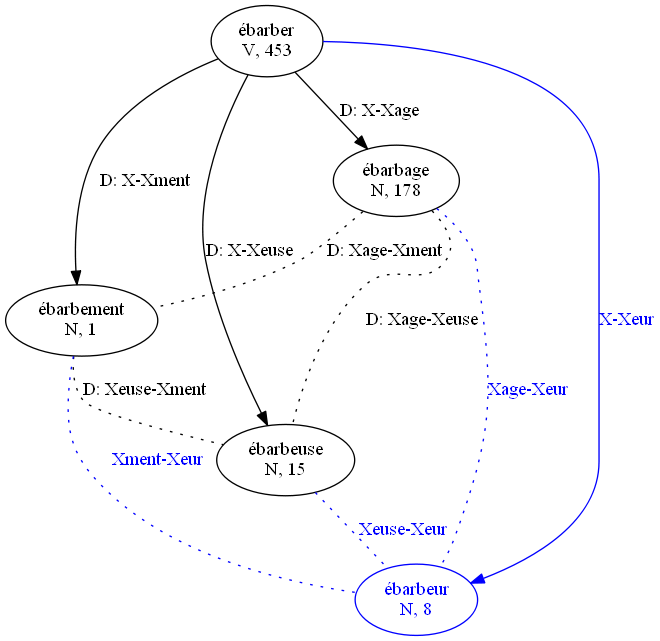 ébarber
V, 453
D: X-Xage
ébarbage
N, 178
D: X-Xment
D: X-Xeuse
D: Xage-Xment
ébarbement
N, 1
D: Xage-Xeuse
X-Xeur
D: Xeuse-Xment
Xage-Xeur
ébarbeuse
N, 15
Xment-Xeur
Xeuse-Xeur
ébarbeur
N, 8